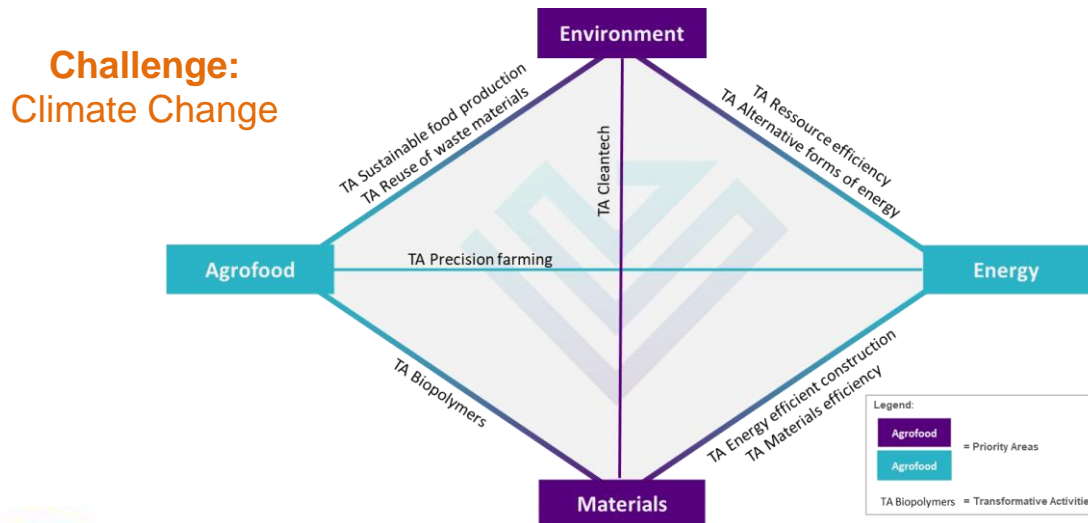 Challenge:
Climate Change
Environment
TA Sustainable food production
TA Reuse of waste materials
TA Cleantech
TA Ressource efficiency
TA Alternative forms of energy
Agrofood
TA Precision farming
Energy
TA Biopolymers
TA Energy efficient construction
TA Materials efficiency
Materials
Legend:
Agrofood
= Priority Areas
Agrofood
TA Biopolymers = Transformative Activitie